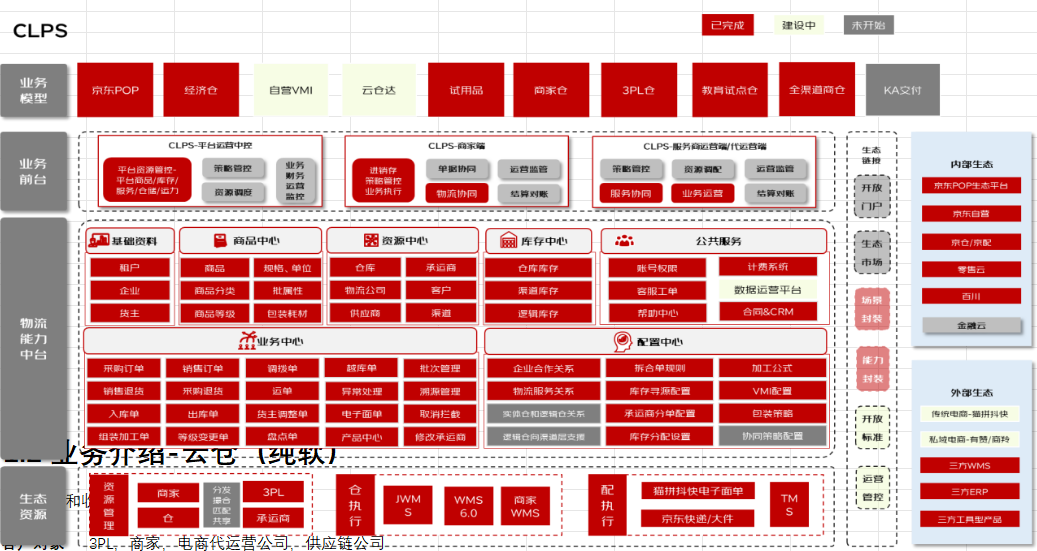 CLPS
已完成
建设中
未开始
业务
模型
京东POP
经济仓
自营VMI
云仓达
试用品
商家仓
3PL仓
教育试点仓
全渠道商仓
KA交付
业务
前台
CLPS-平台运营中控
平台资源管控-
平台商品/库存/
服务/仓储/运力
策略管控
资源调度
业务
财务
运营
监控
CLPS-商家端
进销存
策略管控
业务执行
单据协同
运营监管
物流协同
结算对账
CLPS-服务商运营端/代运营端
策略管控
资源调配
运营监管
服务协同
业务运营
结算对账
物流
能力
中台
基础资料
租户
企业
货主
商品中心
商品
规格、单位
商品分类
批属性
商品等级
包装耗材
资源中心
仓库
承运商
物流公司
客户
供应商
渠道
库存中心
仓库库存
渠道库存
逻辑库存
公共服务
账号权限
计费系统
客服工单
数据运营平台
帮助中心
合同&CRM
业务中心
采购订单
销售订单
调拨单
越库单
批次管理
销售退货
采购退货
运单
异常处理
溯源管理
入库单
出库单
货主调整单
电子面单
取消拦截
组装加工单
等级变更单
盘点单
产品中心
修改承运商
配置中心
企业合作关系
拆合单规则
加工公式
物流服务关系
库存寻源配置
VMI配置
实体仓和逻辑仓关系
承运商分单配置
包装策略
逻辑仓向渠道层支援
库存分配设置
协同策略配置
业务介绍-云仓（纯软）
生态
资源
和收
资源管理
商家
仓
分发
撮合
匹配
共享
3PL
承运商
仓执行
JWM
S
WMS
6.0
商家
WMS
配执行
猫拼抖快电子面单
京东快递/大件
TM
S
3PL，商家，电商代运营公司，供应链公司
生态
链接
开放
门户
生态
市场
场景
封装
能力
封装
开放
标准
运营
管控
内部生态
京东POP生态平台
京东自营
京仓/京配
零售云
百川
金融云
外部生态
传统电商-猫拼抖快
私域电商-有赞/商羚
三方WMS
三方ERP
三方工具型产品